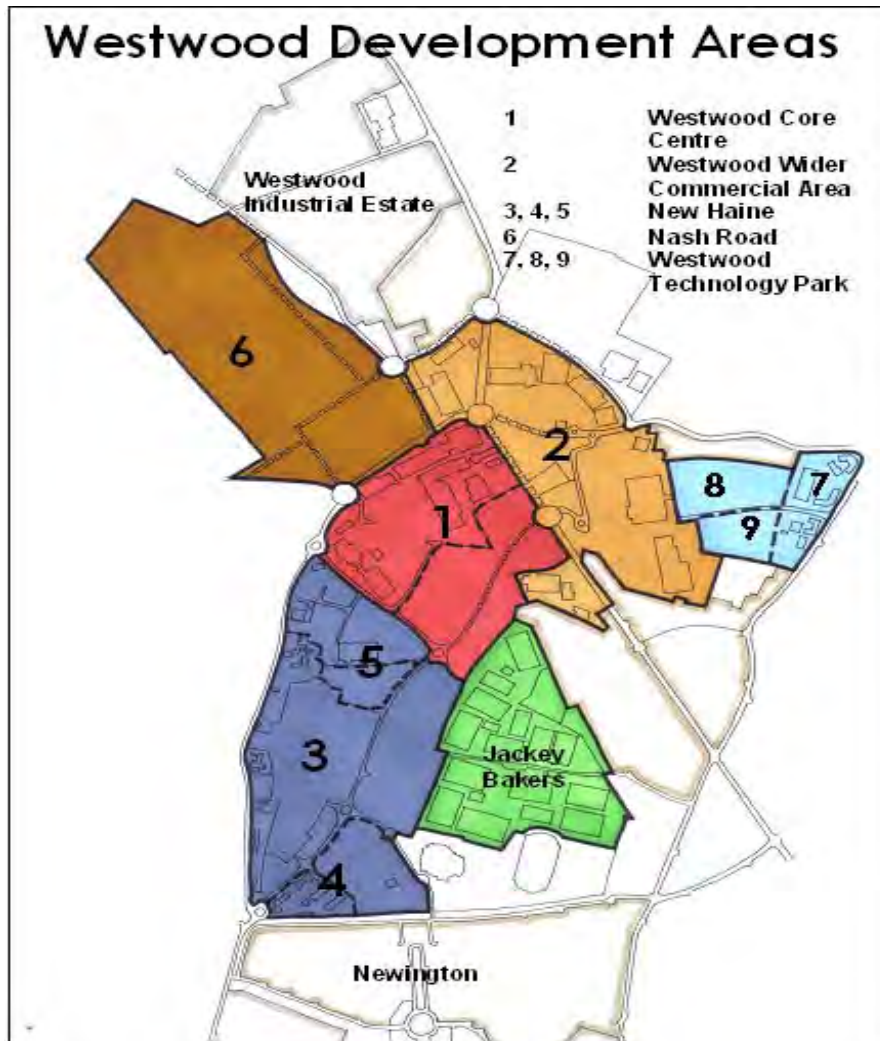 Westwood Development Areas
1 Westwood Core
Centre
2 Westwood Wider
Commercial Area
3, 4, 5 New Haine
6 Nash Road
7, 8, 9 Westwood
Technology Park
Westwood
Industrial Estate
6
2
8
7
9
1
5
3
Jackey
Bakers
4
Newington